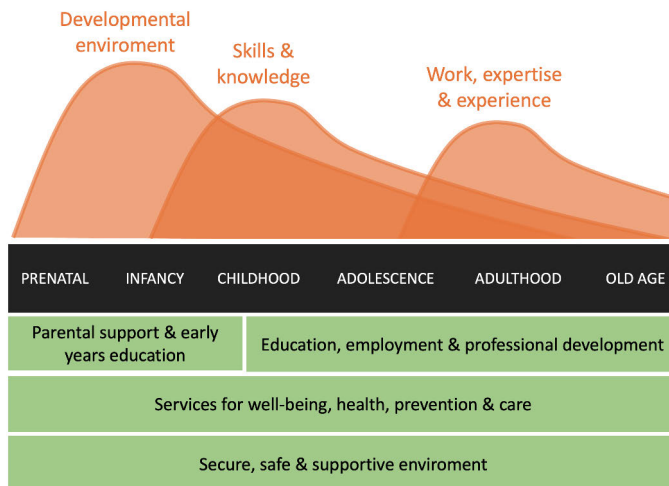 Developmental
enviroment
Skills &
knowledge
Work, expertise
& experience
PRENATAL INFANCY CHILDHOOD ADOLESCENCE ADULTHOOD OLD AGE
Parental support & early
years education
Education, employment & professional development
Services for well-being, health, prevention & care
Secure, safe & supportive enviroment